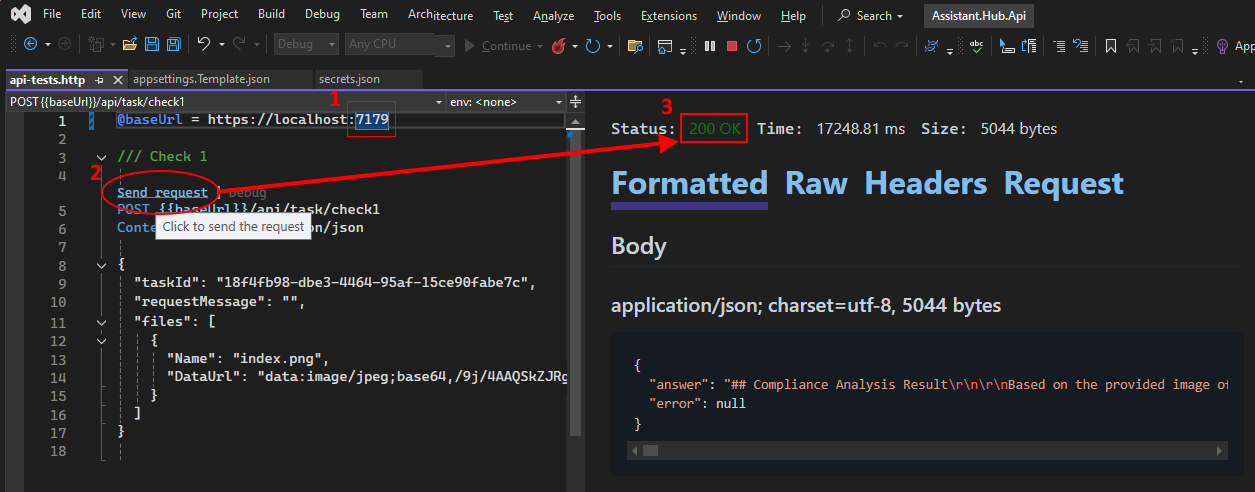 File Edit View Git Project Build Debug Team Architecture Test Analyze Tools Extensions Window Help Search Assistant.Hub.Api
Debug Any CPU Continue abc App
api-tests.http appsettings.Template.json secrets.json
POST {{baseUrl}}/api/task/check1 env: <none>
1
1 @baseUrl = https://localhost:7179
2
3 /// Check 1
4
2
Send request | Debug
5 POST {{baseUrl}}/api/task/check1
6 Conte on/json
Click to send the request
7
8 {
9 "taskId": "18f4fb98-dbe3-4464-95af-15ce90fabe7c",
10 "requestMessage": "",
11 "files": [
12 {
13 "Name": "index.png",
14 "DataUrl": "data:image/jpeg;base64,/9j/4AAQSkZJRg
15 }
16 ]
17 }
18
3
Status: 200 OK Time: 17248.81 ms Size: 5044 bytes
Formatted Raw Headers Request
Body
application/json; charset=utf-8, 5044 bytes
{
"answer": "## Compliance Analysis Result\r\n\r\nBased on the provided image of
"error": null
}